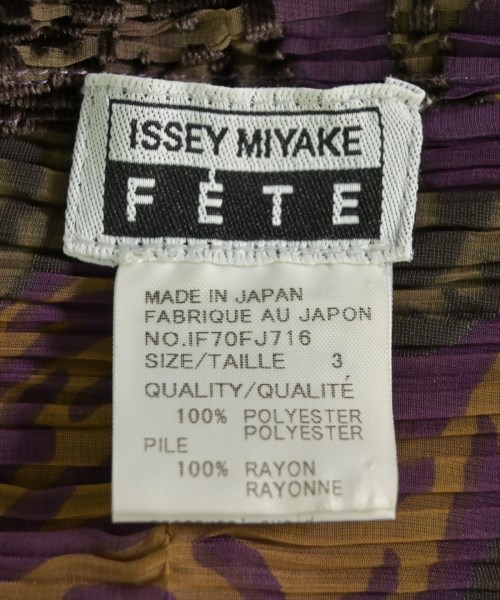 ISSEY MIYAKE
FÊTE
MADE IN JAPAN
FABRIQUE AU JAPON
NO.IF70FJ716
SIZE/TAILLE 3
QUALITY/QUALITÉ
100% POLYESTER
POLYESTER
PILE
100% RAYON
RAYONNE